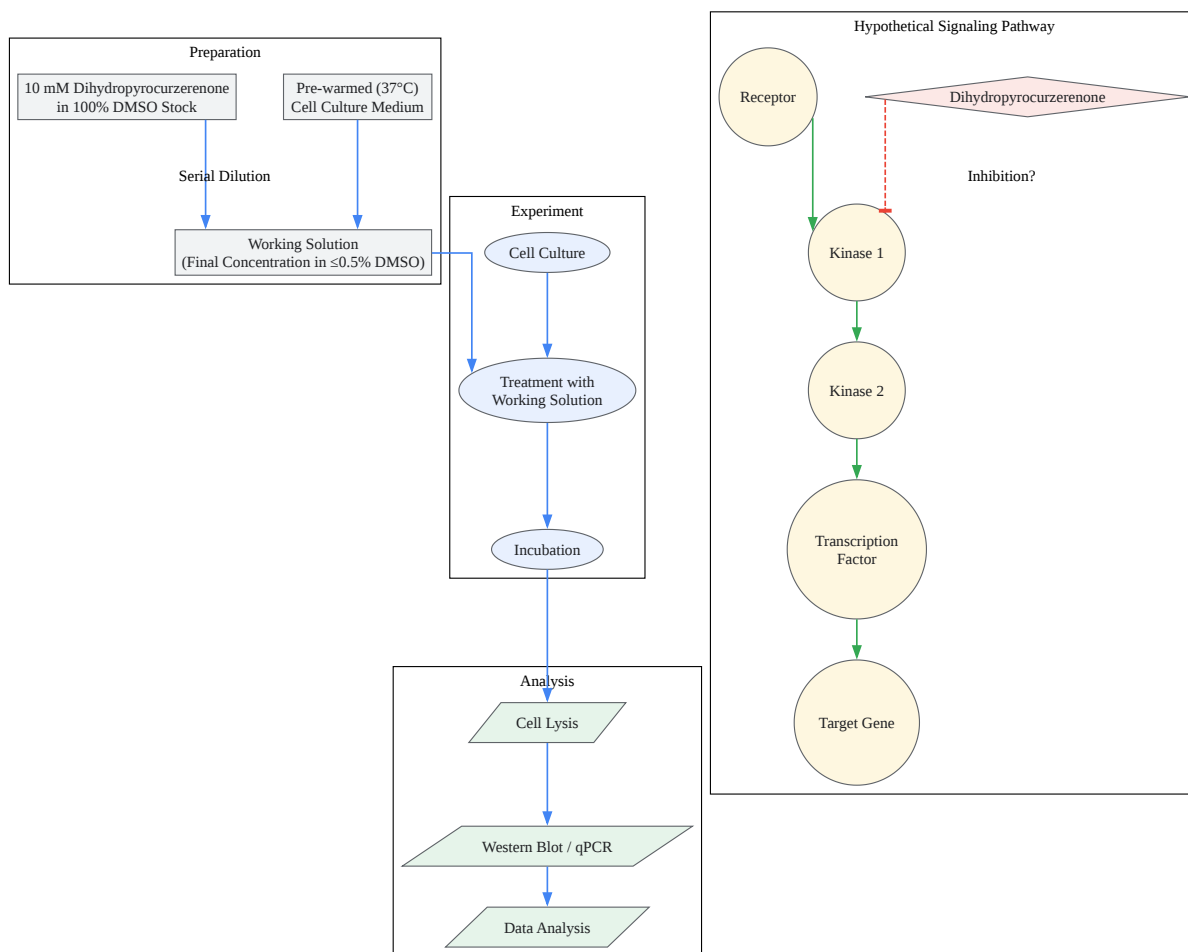 Preparation
10 mM Dihydropyrocurzerenone
in 100% DMSO Stock
Pre-warmed (37°C)
Cell Culture Medium
Serial Dilution
Working Solution
(Final Concentration in ≤0.5% DMSO)
Experiment
Cell Culture
Treatment with
Working Solution
Incubation
Analysis
Cell Lysis
Western Blot / qPCR
Data Analysis
Hypothetical Signaling Pathway
Receptor
Dihydropyrocurzerenone
Inhibition?
Kinase 1
Kinase 2
Transcription
Factor
Target Gene